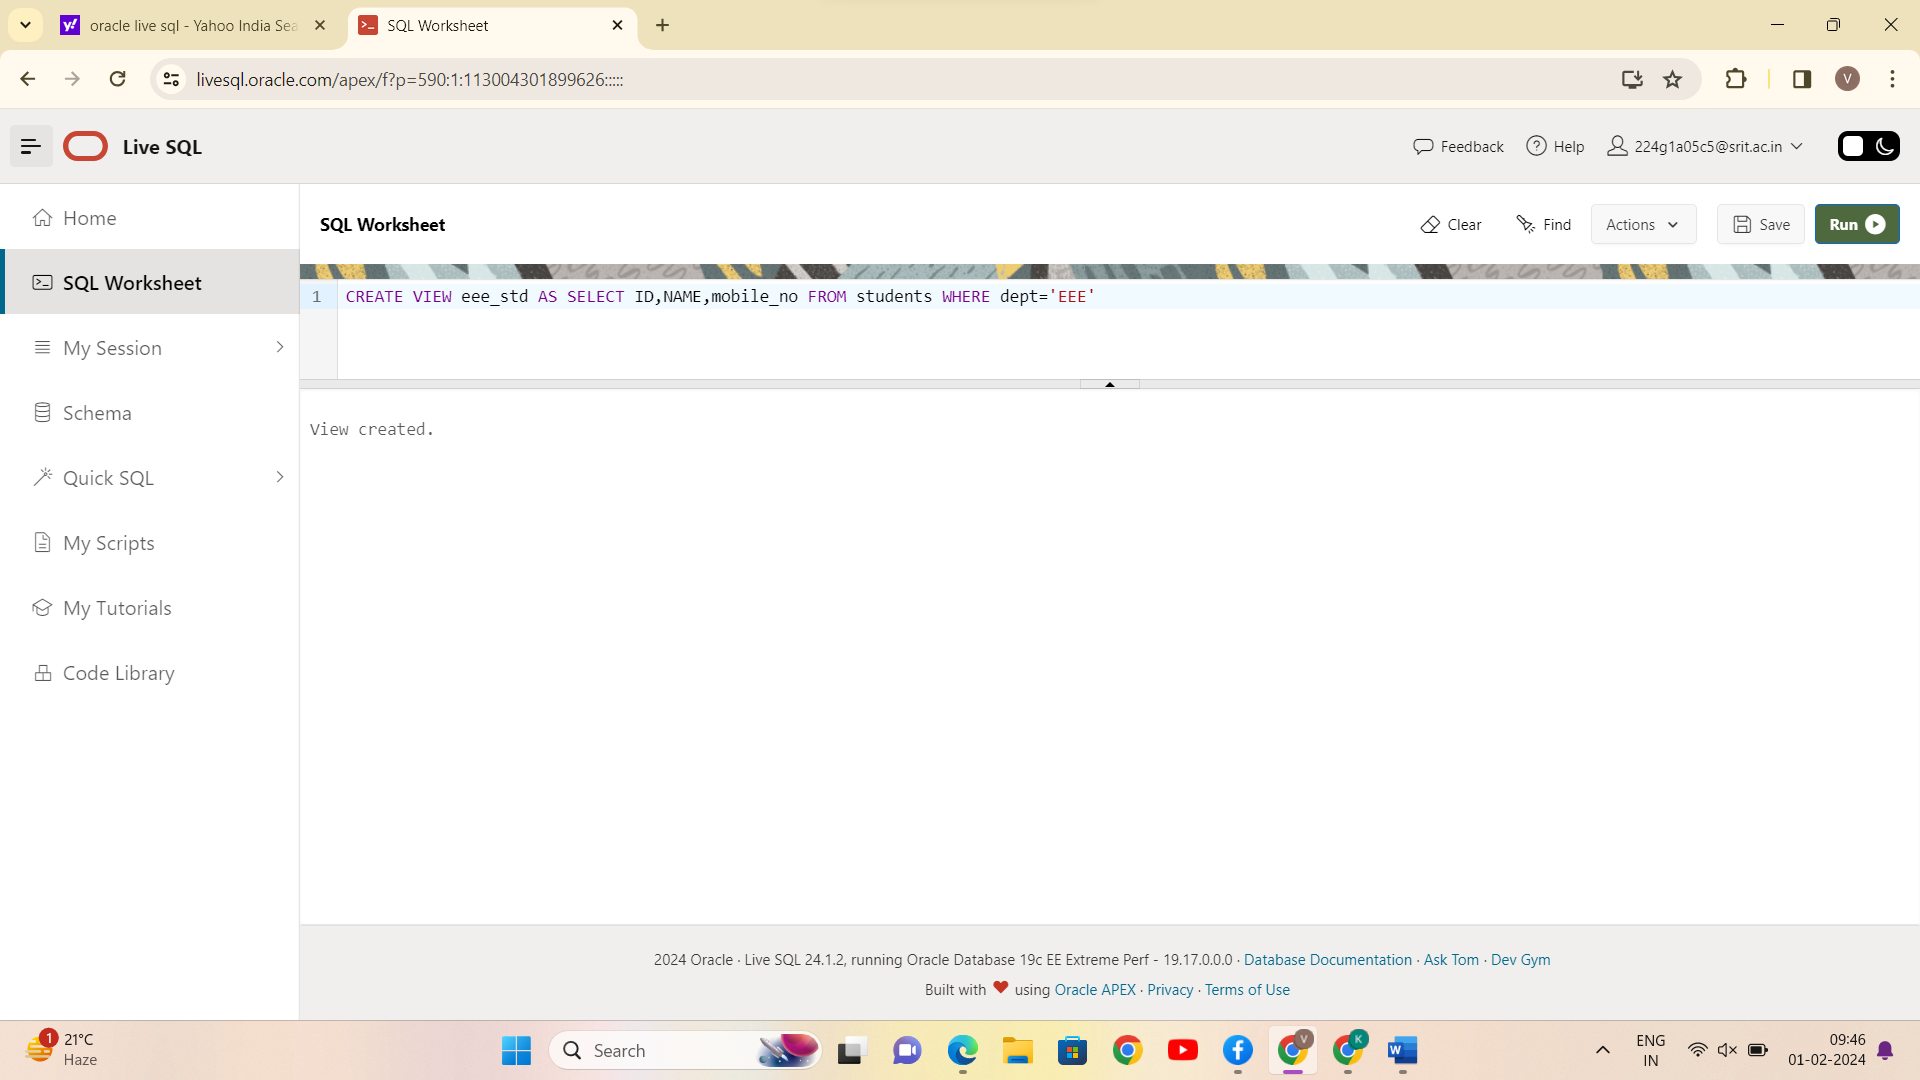 oracle live sql - Yahoo India Sea
SQL Worksheet
livesql.oracle.com/apex/f?p=590:1:113004301899626:::::
V
Live SQL
Feedback
Help
224g1a05c5@srit.ac.in
Home
SQL Worksheet
My Session
Schema
Quick SQL
My Scripts
My Tutorials
Code Library
SQL Worksheet
Clear
Find
Actions
Save
Run
1 CREATE VIEW eee_std AS SELECT ID,NAME,mobile_no FROM students WHERE dept='EEE'
View created.
2024 Oracle · Live SQL 24.1.2, running Oracle Database 19c EE Extreme Perf - 19.17.0.0.0 · Database Documentation · Ask Tom · Dev Gym
Built with ❤ using Oracle APEX · Privacy · Terms of Use
1
21°C
Haze
Search
V
K
W
ENG
IN
09:46
01-02-2024